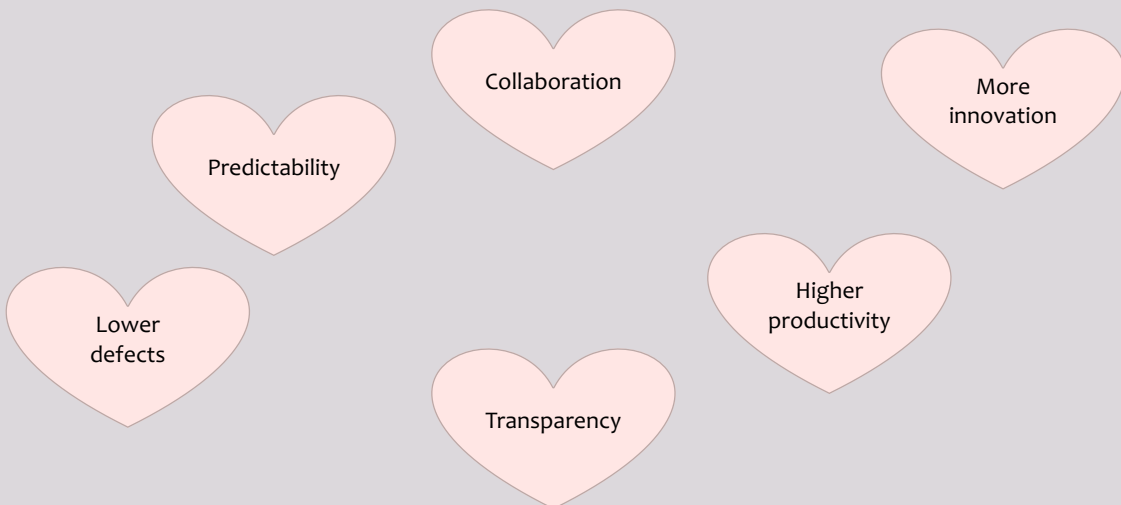 Collaboration
More
innovation
Predictability
Higher
productivity
Lower
defects
Transparency